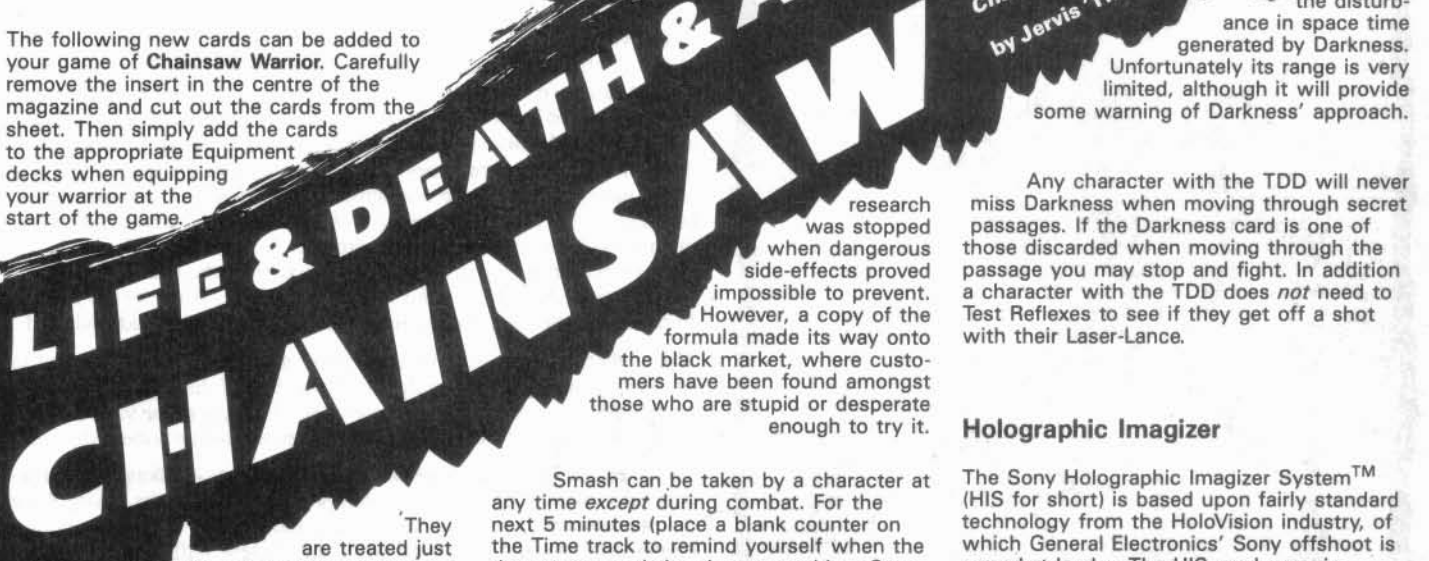 The following new cards can be added to
your game of Chainsaw Warrior. Carefully
remove the insert in the centre of the
magazine and cut out the cards from the
sheet. Then simply add the cards
to the appropriate Equipment
decks when equipping
your warrior at the
start of the game.
LIFE & DEATH & A
CHAINSAW
by Jervis
They
are treated just
research
was stopped
when dangerous
side-effects proved
impossible to prevent.
However, a copy of the
formula made its way onto
the black market, where custo-
mers have been found amongst
those who are stupid or desperate
enough to try it.
Smash can be taken by a character at
any time except during combat. For the
next 5 minutes (place a blank counter on
the Time track to remind yourself when the
the disturb-
ance in space time
generated by Darkness.
Unfortunately its range is very
limited, although it will provide
some warning of Darkness' approach.
Any character with the TDD will never
miss Darkness when moving through secret
passages. If the Darkness card is one of
those discarded when moving through the
passage you may stop and fight. In addition
a character with the TDD does not need to
Test Reflexes to see if they get off a shot
with their Laser-Lance.
Holographic Imagizer
The Sony Holographic Imagizer System™
(HIS for short) is based upon fairly standard
technology from the HoloVision industry, of
which General Electronics' Sony offshoot is